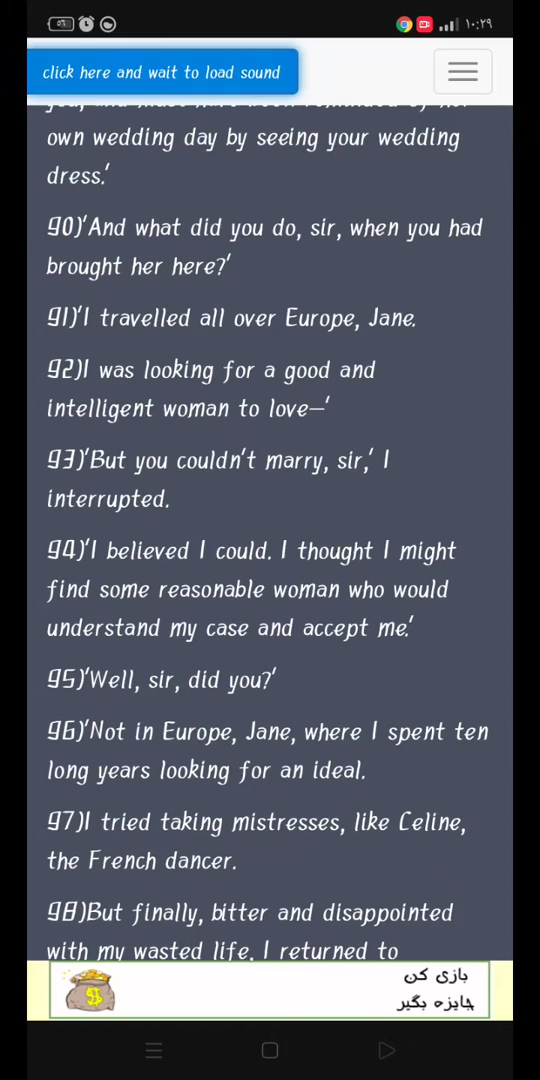 ۵۶
۱۰:۲۹
click here and wait to load sound
own wedding day by seeing your wedding
dress.'
90)'And what did you do, sir, when you had
brought her here?'
91)'I travelled all over Europe, Jane.
92)I was looking for a good and
intelligent woman to love—'
93)'But you couldn't marry, sir,' I
interrupted.
94)'I believed I could. I thought I might
find some reasonable woman who would
understand my case and accept me.'
95)'Well, sir, did you?'
96)'Not in Europe, Jane, where I spent ten
long years looking for an ideal.
97)I tried taking mistresses, like Celine,
the French dancer.
98)But finally, bitter and disappointed
with my wasted life, I returned to
بازی کن
جایزه بگیر